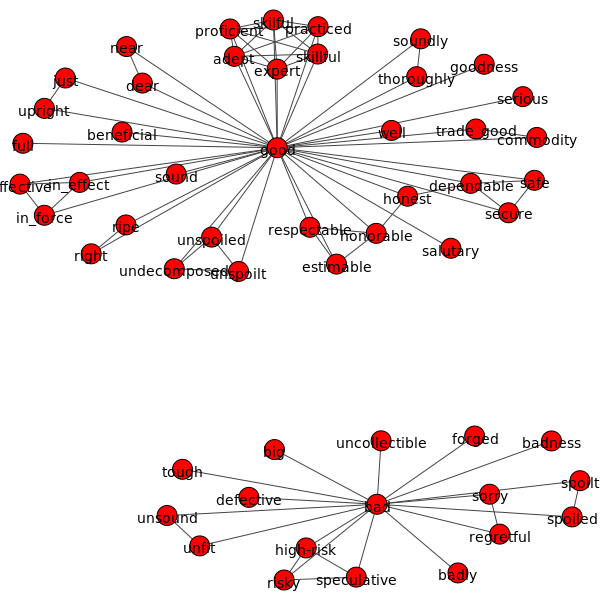 skilful
proficient
practiced
near
soundly
adept
skillful
expert
goodness
just
dear
thoroughly
serious
upright
beneficial
well
trade_good
commodity
full
good
sound
safe
effective
in_effect
dependable
honest
in_force
secure
ripe
respectable
honorable
unspoiled
right
salutary
undecomposed
unspoilt
estimable
forged
uncollectible
badness
big
tough
spoilt
defective
sorry
bad
unsound
spoiled
regretful
unfit
high-risk
risky
speculative
badly